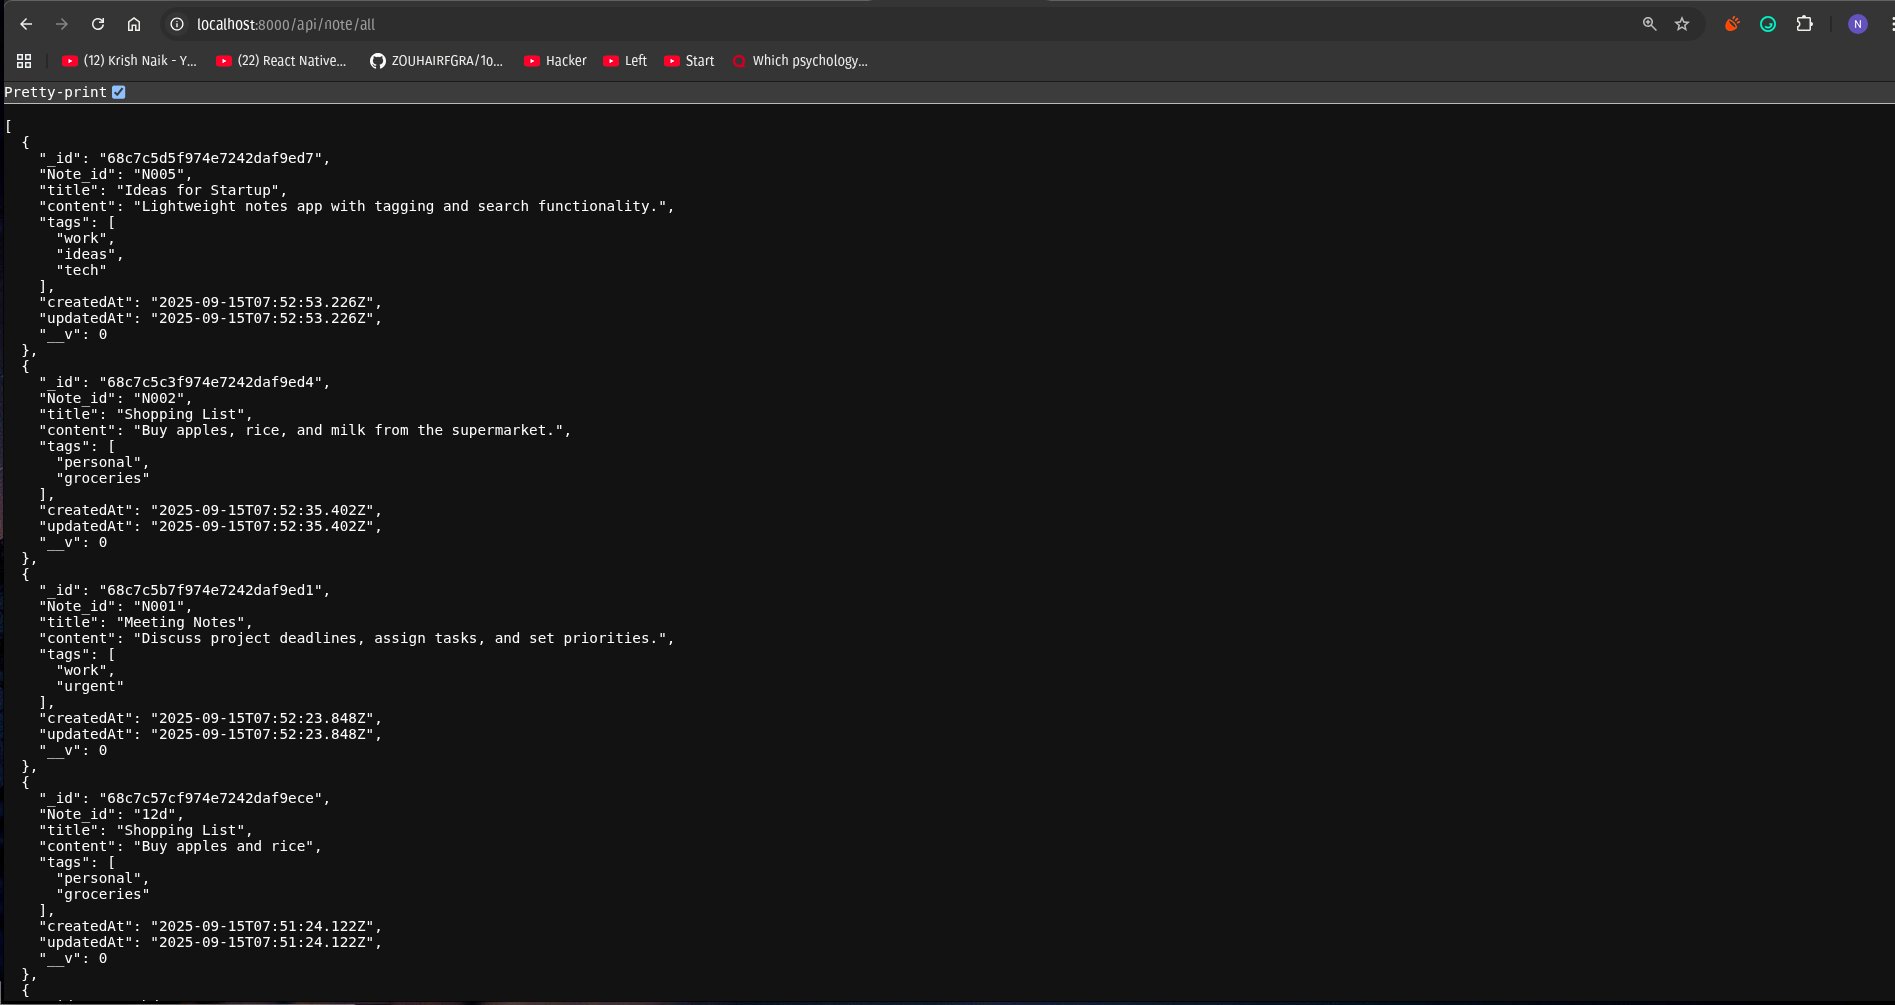 localhost:8000/api/note/all
(12) Krish Naik - Y... (22) React Native... ZOUHAIRFGRA/1o... Hacker Left Start Which psychology...
N
Pretty-print
[
  {
    "_id": "68c7c5d5f974e7242daf9ed7",
    "Note_id": "N005",
    "title": "Ideas for Startup",
    "content": "Lightweight notes app with tagging and search functionality.",
    "tags": [
      "work",
      "ideas",
      "tech"
    ],
    "createdAt": "2025-09-15T07:52:53.226Z",
    "updatedAt": "2025-09-15T07:52:53.226Z",
    "__v": 0
  },
  {
    "_id": "68c7c5c3f974e7242daf9ed4",
    "Note_id": "N002",
    "title": "Shopping List",
    "content": "Buy apples, rice, and milk from the supermarket.",
    "tags": [
      "personal",
      "groceries"
    ],
    "createdAt": "2025-09-15T07:52:35.402Z",
    "updatedAt": "2025-09-15T07:52:35.402Z",
    "__v": 0
  },
  {
    "_id": "68c7c5b7f974e7242daf9ed1",
    "Note_id": "N001",
    "title": "Meeting Notes",
    "content": "Discuss project deadlines, assign tasks, and set priorities.",
    "tags": [
      "work",
      "urgent"
    ],
    "createdAt": "2025-09-15T07:52:23.848Z",
    "updatedAt": "2025-09-15T07:52:23.848Z",
    "__v": 0
  },
  {
    "_id": "68c7c57cf974e7242daf9ece",
    "Note_id": "12d",
    "title": "Shopping List",
    "content": "Buy apples and rice",
    "tags": [
      "personal",
      "groceries"
    ],
    "createdAt": "2025-09-15T07:51:24.122Z",
    "updatedAt": "2025-09-15T07:51:24.122Z",
    "__v": 0
  },
  {